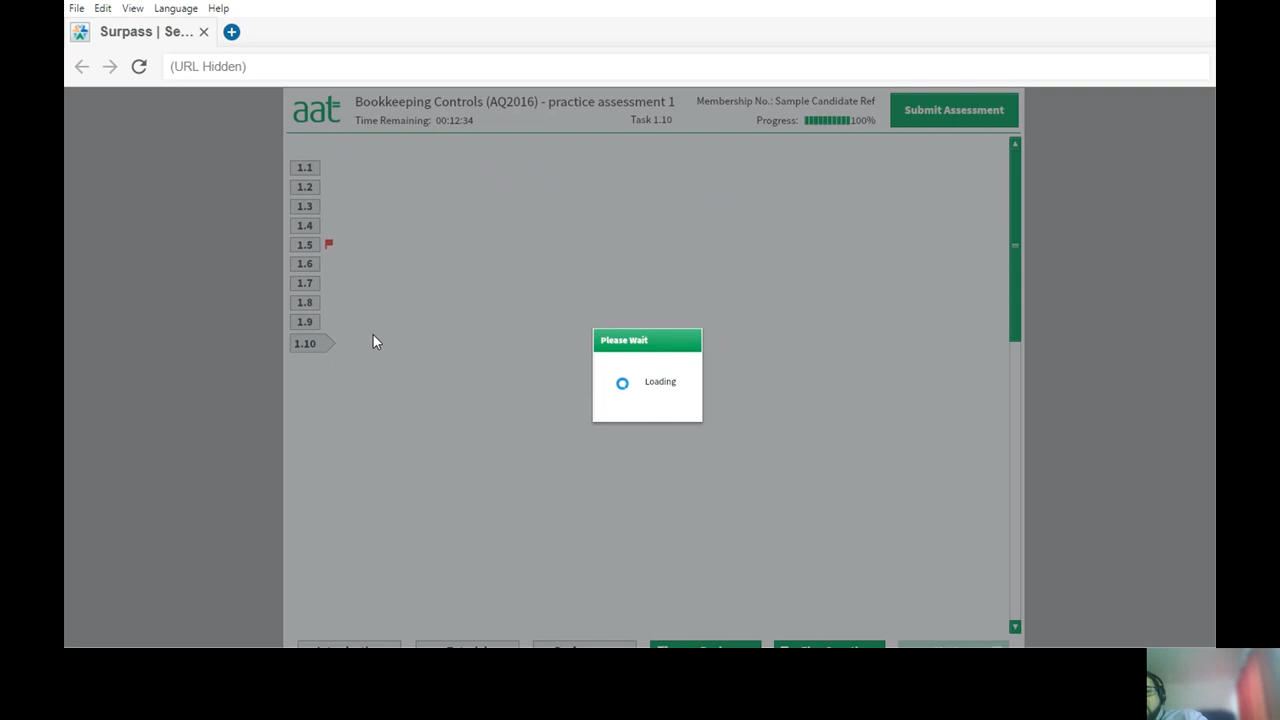 File Edit View Language Help
Surpass | Se...
(URL Hidden)
aat
Bookkeeping Controls (AQ2016) - practice assessment 1
Membership No.: Sample Candidate Ref
Submit Assessment
Time Remaining: 00:12:34
Task 1.10
Progress: 100%
1.1
1.2
1.3
1.4
1.5
1.6
1.7
1.8
1.9
1.10
Please Wait
Loading